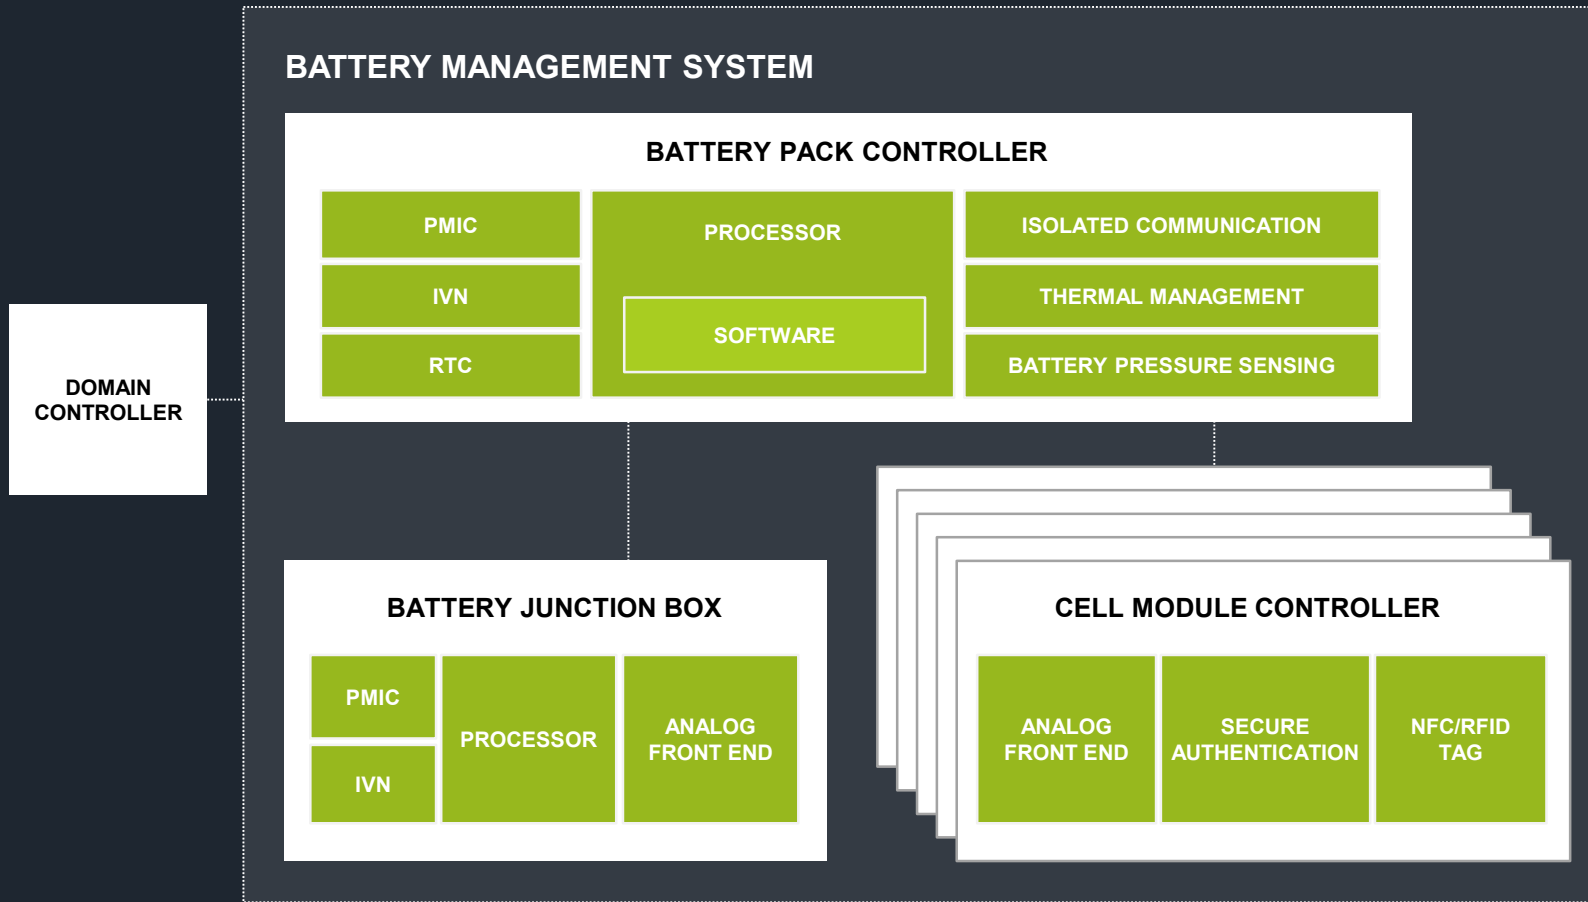 BATTERY MANAGEMENT SYSTEM
BATTERY PACK CONTROLLER
PMIC
IVN
RTC
PROCESSOR
SOFTWARE
ISOLATED COMMUNICATION
THERMAL MANAGEMENT
BATTERY PRESSURE SENSING
DOMAIN
CONTROLLER
BATTERY JUNCTION BOX
PMIC
IVN
PROCESSOR
ANALOG
FRONT END
CELL MODULE CONTROLLER
ANALOG
FRONT END
SECURE
AUTHENTICATION
NFC/RFID
TAG